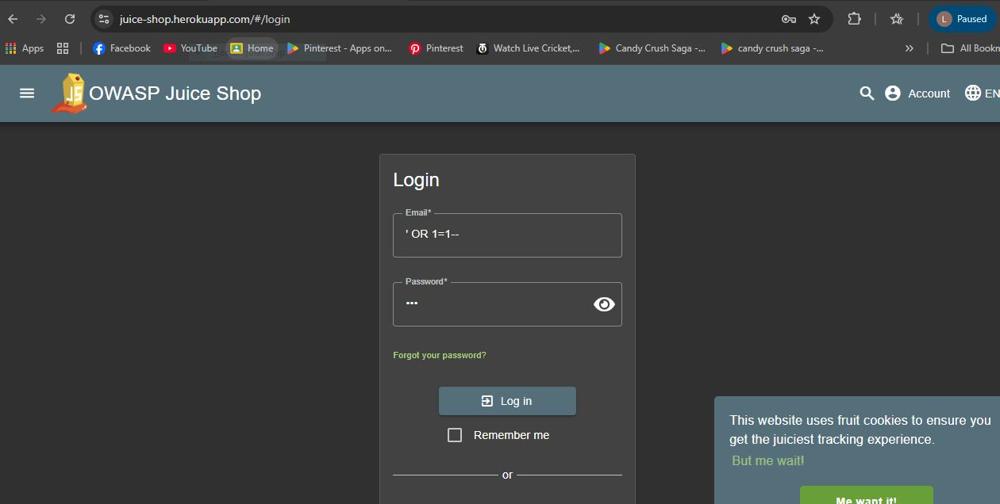 juice-shop.herokuapp.com/#/login
L Paused
Apps Facebook YouTube Home Pinterest - Apps on... Pinterest Watch Live Cricket,... Candy Crush Saga -... candy crush saga -... » All Bookm
JS OWASP Juice Shop Account EN
Login
Email*
' OR 1=1--
Password*
•••
Forgot your password?
Log in
Remember me
or
This website uses fruit cookies to ensure you
get the juiciest tracking experience.
But me wait!
Me want it!